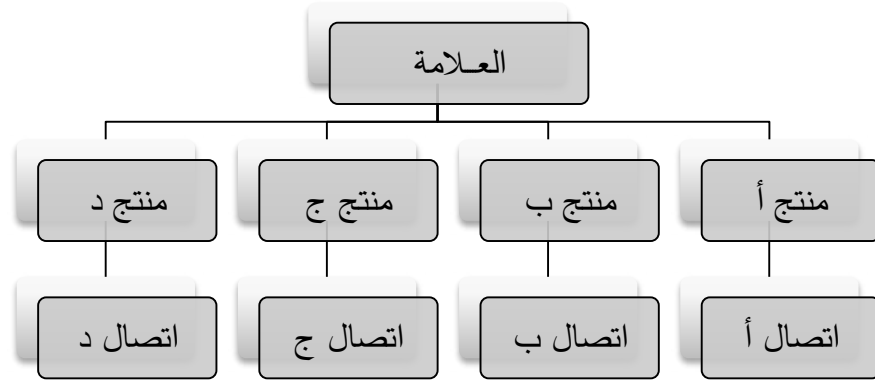 العـلامة
منتج أ
منتج ب
منتج ج
منتج د
اتصال أ
اتصال ب
اتصال ج
اتصال د